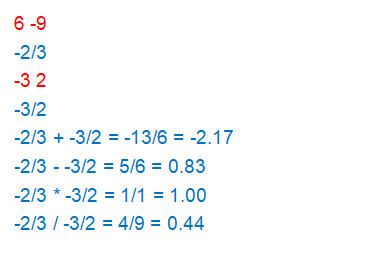 6 -9
-2/3
-3 2
-3/2
-2/3 + -3/2 = -13/6 = -2.17
-2/3 - -3/2 = 5/6 = 0.83
-2/3 * -3/2 = 1/1 = 1.00
-2/3 / -3/2 = 4/9 = 0.44